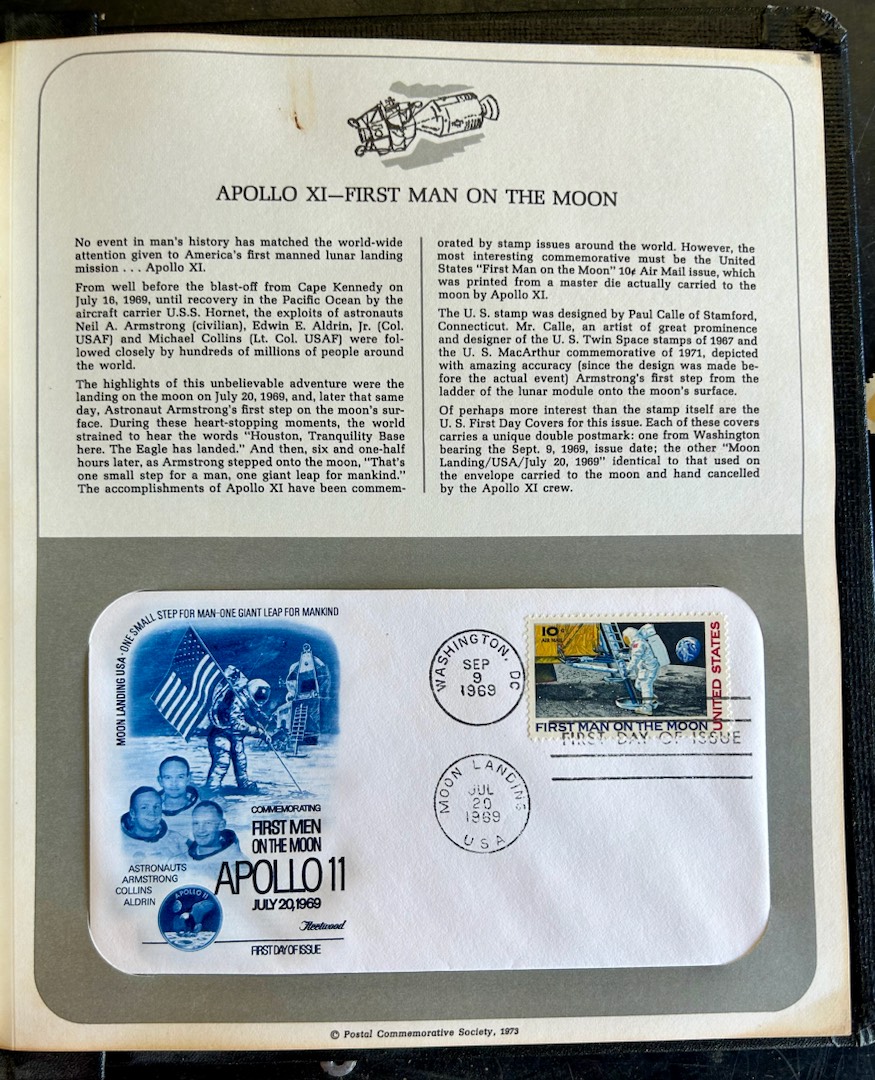 APOLLO XI—FIRST MAN ON THE MOON
No event in man's history has matched the world-wide
attention given to America's first manned lunar landing
mission . . . Apollo XI.
From well before the blast-off from Cape Kennedy on
July 16, 1969, until recovery in the Pacific Ocean by the
aircraft carrier U.S.S. Hornet, the exploits of astronauts
Neil A. Armstrong (civilian), Edwin E. Aldrin, Jr. (Col.
USAF) and Michael Collins (Lt. Col. USAF) were fol-
lowed closely by hundreds of millions of people around
the world.
The highlights of this unbelievable adventure were the
landing on the moon on July 20, 1969, and, later that same
day, Astronaut Armstrong's first step on the moon's sur-
face. During these heart-stopping moments, the world
strained to hear the words "Houston, Tranquility Base
here. The Eagle has landed." And then, six and one-half
hours later, as Armstrong stepped onto the moon, "That's
one small step for a man, one giant leap for mankind."
The accomplishments of Apollo XI have been commem-
orated by stamp issues around the world. However, the
most interesting commemorative must be the United
States "First Man on the Moon" 10¢ Air Mail issue, which
was printed from a master die actually carried to the
moon by Apollo XI.
The U. S. stamp was designed by Paul Calle of Stamford,
Connecticut. Mr. Calle, an artist of great prominence
and designer of the U. S. Twin Space stamps of 1967 and
the U. S. MacArthur commemorative of 1971, depicted
with amazing accuracy (since the design was made be-
fore the actual event) Armstrong's first step from the
ladder of the lunar module onto the moon's surface.
Of perhaps more interest than the stamp itself are the
U. S. First Day Covers for this issue. Each of these covers
carries a unique double postmark: one from Washington
bearing the Sept. 9, 1969, issue date; the other "Moon
Landing/USA/July 20, 1969" identical to that used on
the envelope carried to the moon and hand cancelled
by the Apollo XI crew.
MOON LANDING USA·ONE SMALL STEP FOR MAN-ONE GIANT LEAP FOR MANKIND
COMMEMORATING
FIRST MEN
ON THE MOON
APOLLO 11
JULY 20, 1969
ASTRONAUTS
ARMSTRONG
COLLINS
ALDRIN
APOLLO 11
Fleetwood
FIRST DAY OF ISSUE
WASHINGTON, DC
SEP
9
1969
MOON LANDING
JUL
20
1969
USA
10¢
AIR MAIL
UNITED STATES
FIRST MAN ON THE MOON
FIRST DAY OF ISSUE
© Postal Commemorative Society, 1973